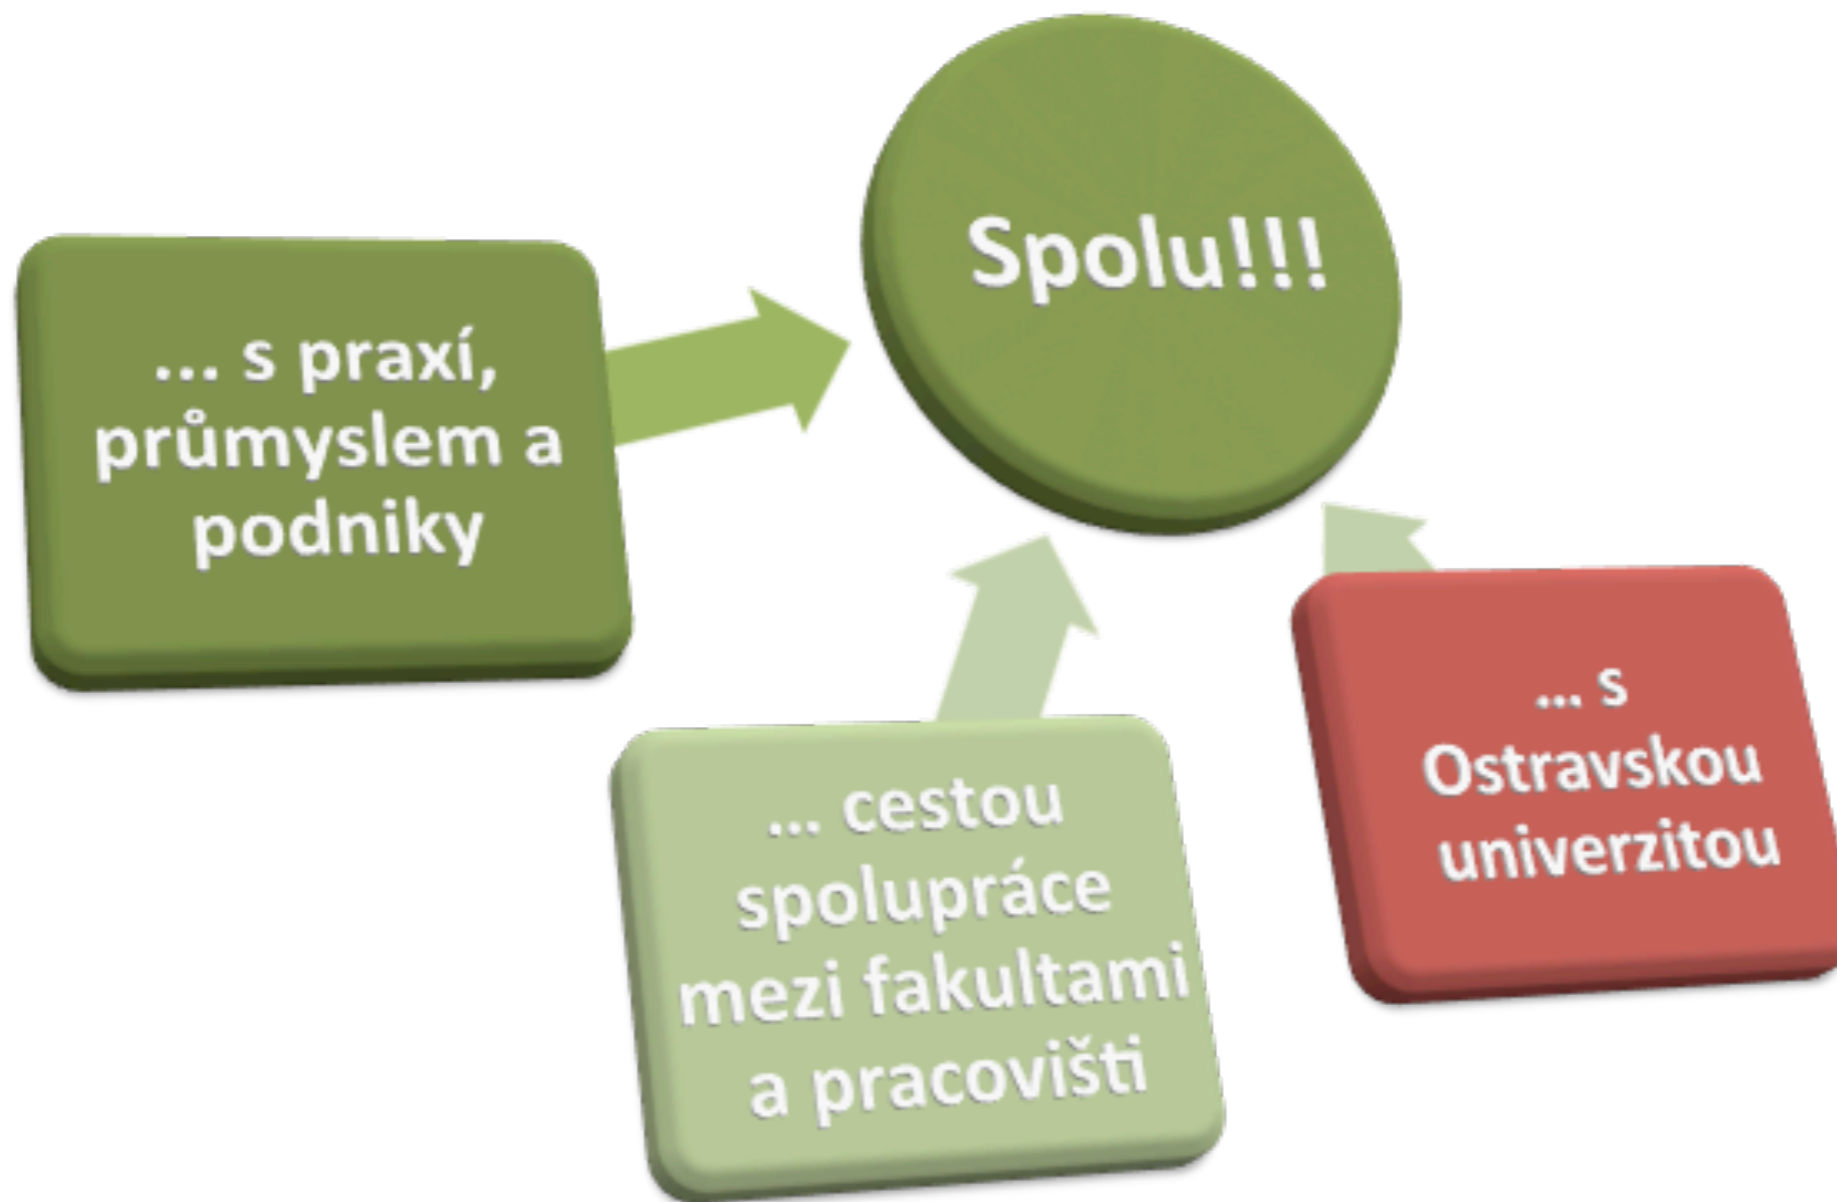 Spolu!!!
... s praxí,
průmyslem a
podniky
... cestou
spolupráce
mezi fakultami
a pracovišti
... s
Ostravskou
univerzitou